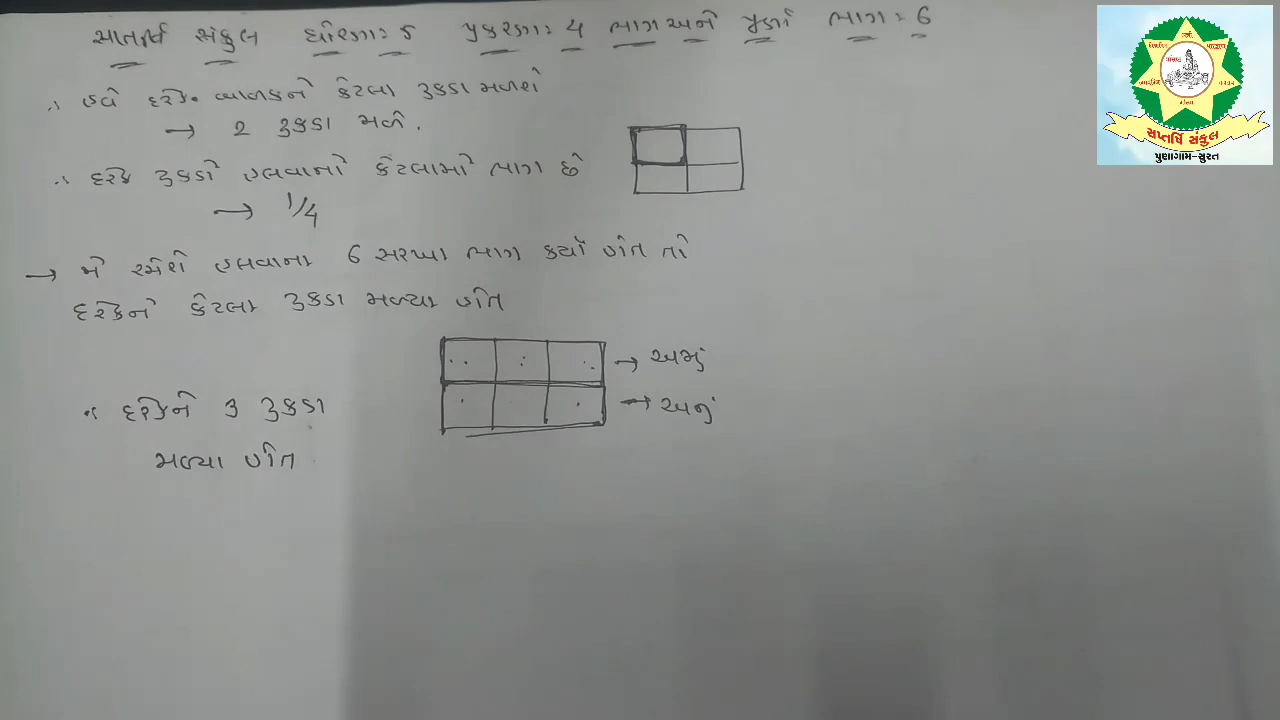 સપ્તર્ષિ સંકુલ ધોરણઃ 5 પ્રકરણઃ 4 ભાગ અને પૂર્ણ ભાગઃ 6
∴ હવે દરેક બાળકને કેટલા ટુકડા મળશે
→ 2 ટુકડા મળે.
∴ દરેક ટુકડો હલવાનો કેટલામો ભાગ છે
→ 1/4
→ જો રમેશે હલવાના 6 સરખા ભાગ કર્યા હોત તો
દરેકને કેટલા ટુકડા મળ્યા હોત
→ અમુ
→ અનુ
∴ દરેકને 3 ટુકડા
મળ્યા હોત
સપ્તર્ષિ સંકુલ
પુણાગામ-સુરત